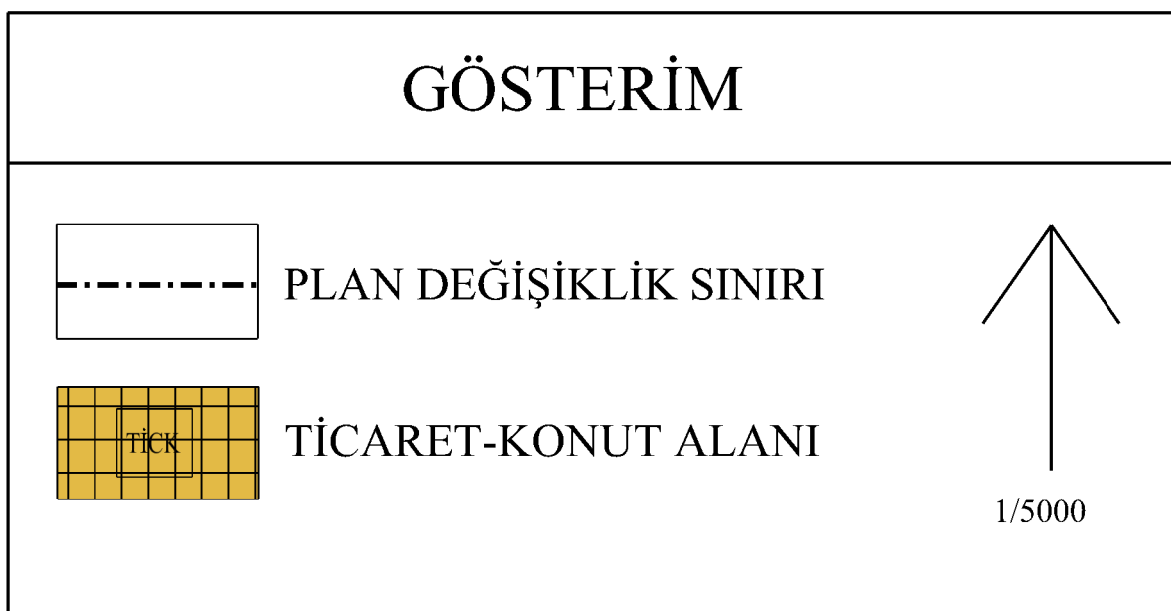 GÖSTERİM
PLAN DEĞİŞİKLİK SINIRI
TİCK
TİCARET-KONUT ALANI
1/5000